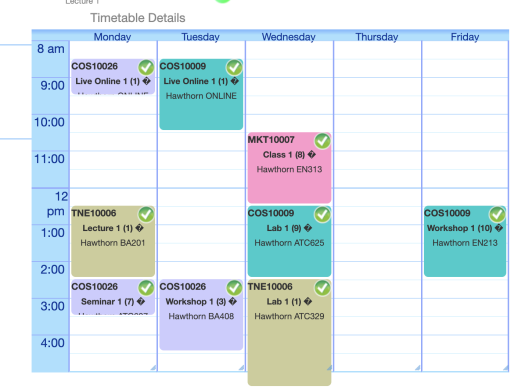 Lecture 1
Timetable Details
Monday Tuesday Wednesday Thursday Friday
8 am
COS10026 COS10009
Live Online 1 (1) � Live Online 1 (1) �
9:00
Hawthorn ONLINE Hawthorn ONLINE
10:00
MKT10007
Class 1 (8) �
11:00
Hawthorn EN313
12
pm
TNE10006 COS10009 COS10009
Lecture 1 (1) � Lab 1 (9) � Workshop 1 (10) �
1:00
Hawthorn BA201 Hawthorn ATC625 Hawthorn EN213
2:00
COS10026 COS10026 TNE10006
Seminar 1 (7) � Workshop 1 (3) � Lab 1 (1) �
3:00
Hawthorn Hawthorn BA408 Hawthorn ATC329
4:00